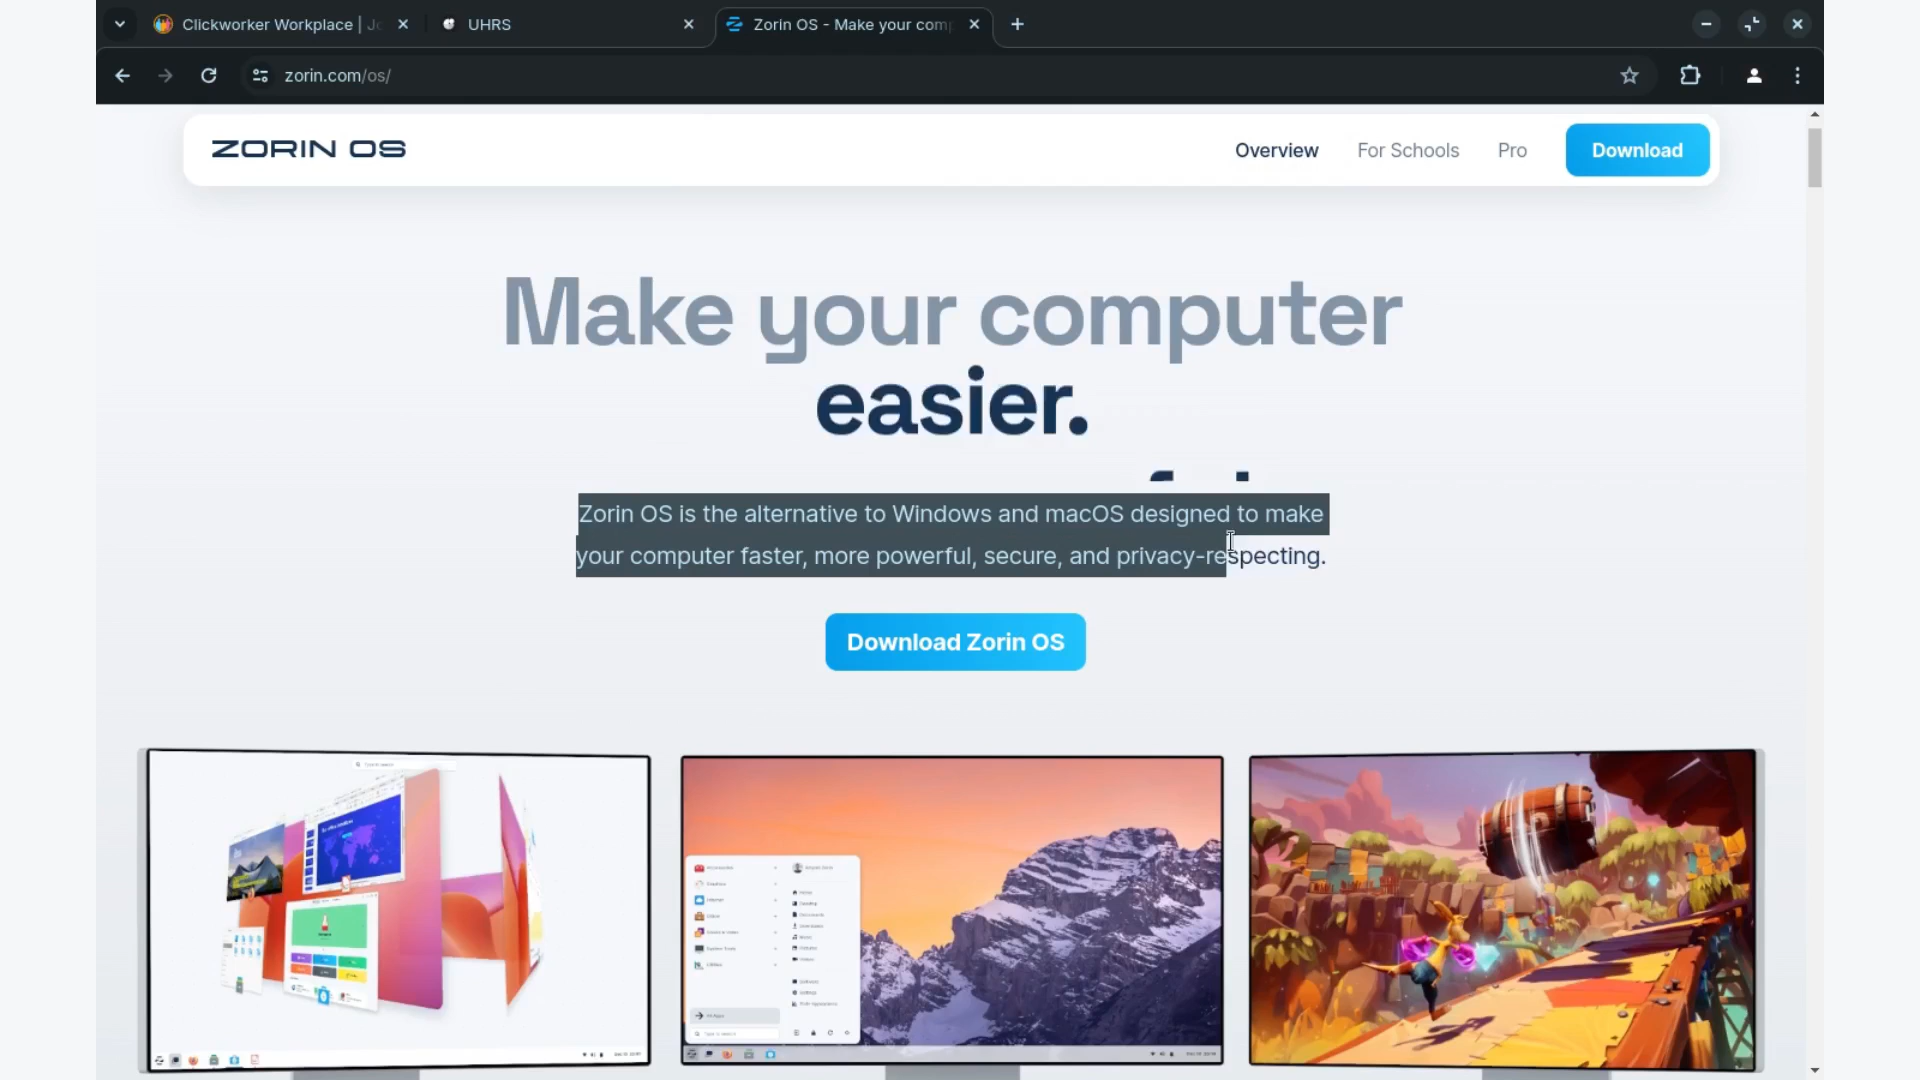 Clickworker Workplace | Jo
UHRS
Zorin OS - Make your com
zorin.com/os/
ZORIN OS
Overview
For Schools
Pro
Download
Make your computer
easier.
Zorin OS is the alternative to Windows and macOS designed to make
your computer faster, more powerful, secure, and privacy-respecting.
Download Zorin OS